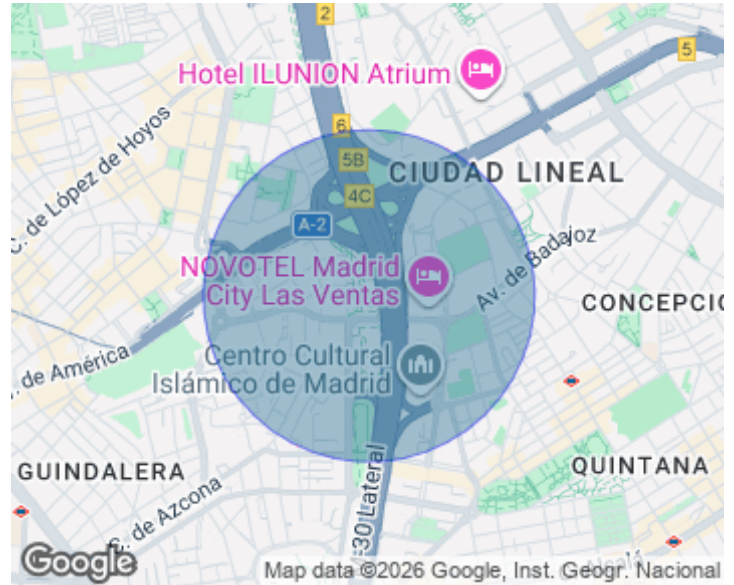 2
Hotel ILUNION Atrium
5
C. de López de Hoyos
6
5B
4C
CIUDAD LINEAL
A-2
NOVOTEL Madrid
City Las Ventas
Av. de Badajoz
CONCEPCIÓ
. de América
Centro Cultural
Islámico de Madrid
GUINDALERA
QUINTANA
C. de Azcona
-30 Lateral
Google
Map data ©2026 Google, Inst. Geogr. Nacional